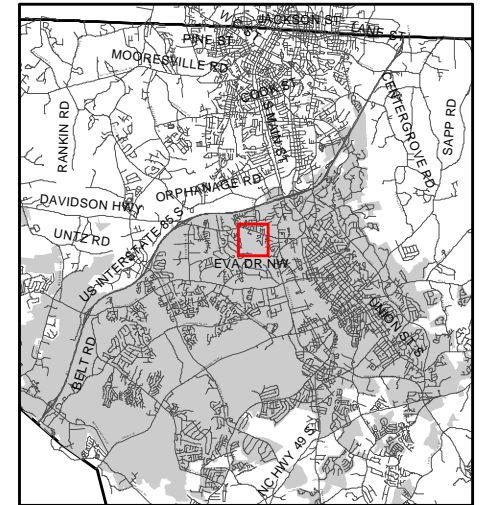 JACKSON ST
W C ST
PINE ST
LANE ST
MOORESVILLE RD
COOK ST
S MAIN ST
CENTERGROVE RD
SAPP RD
RANKIN RD
ORPHANAGE RD
DAVIDSON HWY
UNTZ RD
US INTERSTATE 85 S
EVA DR NW
UNION ST S
BELT RD
NC HWY 49 S